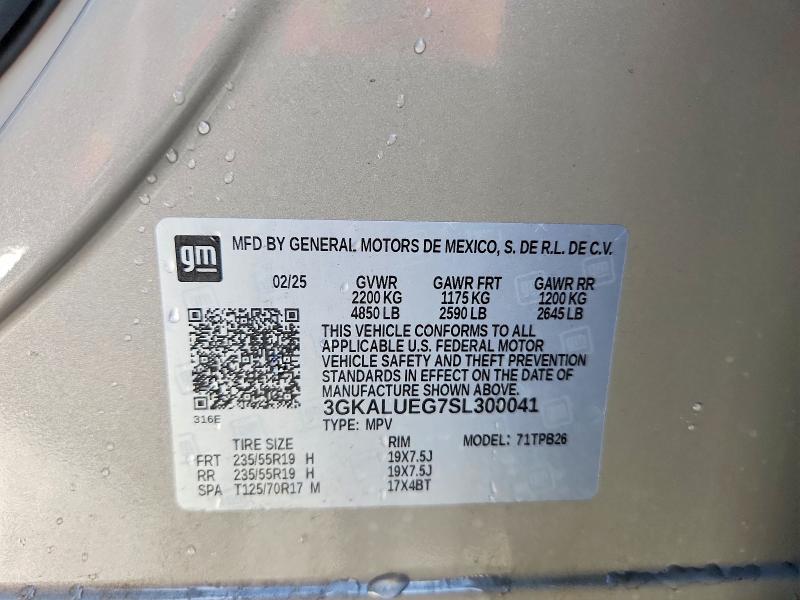 gm
MFD BY GENERAL MOTORS DE MEXICO, S. DE R.L. DE C.V.
02/25 GVWR GAWR FRT GAWR RR
2200 KG 1175 KG 1200 KG
4850 LB 2590 LB 2645 LB
THIS VEHICLE CONFORMS TO ALL
APPLICABLE U.S. FEDERAL MOTOR
VEHICLE SAFETY AND THEFT PREVENTION
STANDARDS IN EFFECT ON THE DATE OF
MANUFACTURE SHOWN ABOVE.
3GKALUEG7SL300041
316E
TYPE: MPV
TIRE SIZE RIM MODEL: 71TPB26
FRT 235/55R19 H 19X7.5J
RR 235/55R19 H 19X7.5J
SPA T125/70R17 M 17X4BT